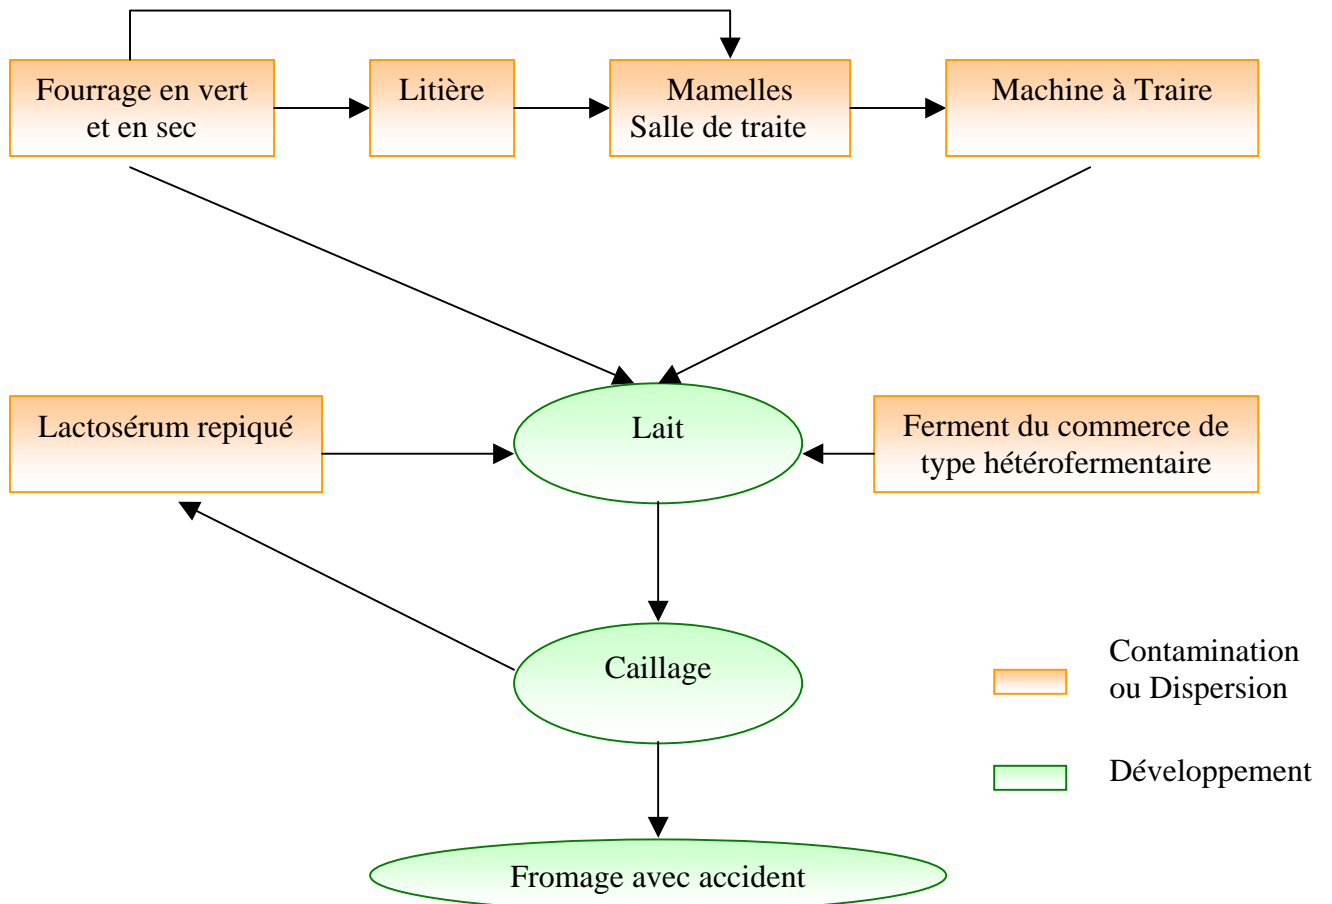 Fourrage en vert
et en sec
Litière
Mamelles
Salle de traite
Machine à Traire
Lait
Lactosérum repiqué
Ferment du commerce de
type hétérofermentaire
Caillage
Contamination
ou Dispersion
Développement
Fromage avec accident